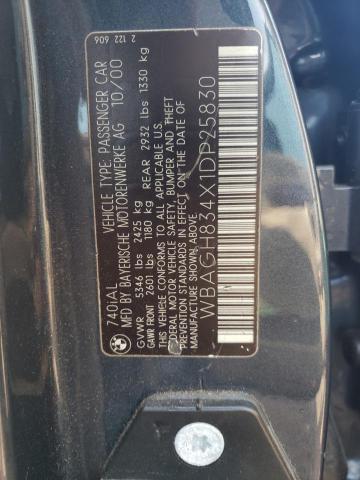 2 122 606
740iAL VEHICLE TYPE: PASSENGER CAR
MFD BY BAYERISCHE MOTORENWERKE AG 10/00
GVWR 5346 lbs 2425 kg
GAWR FRONT 2601 lbs 1180 kg REAR 2932 lbs 1330 kg
THIS VEHICLE CONFORMS TO ALL APPLICABLE U.S.
FEDERAL MOTOR VEHICLE SAFETY, BUMPER AND THEFT
PREVENTION STANDARDS IN EFFECT ON THE DATE OF
MANUFACTURE SHOWN ABOVE.
WBAGH834X1DP25830
BMW